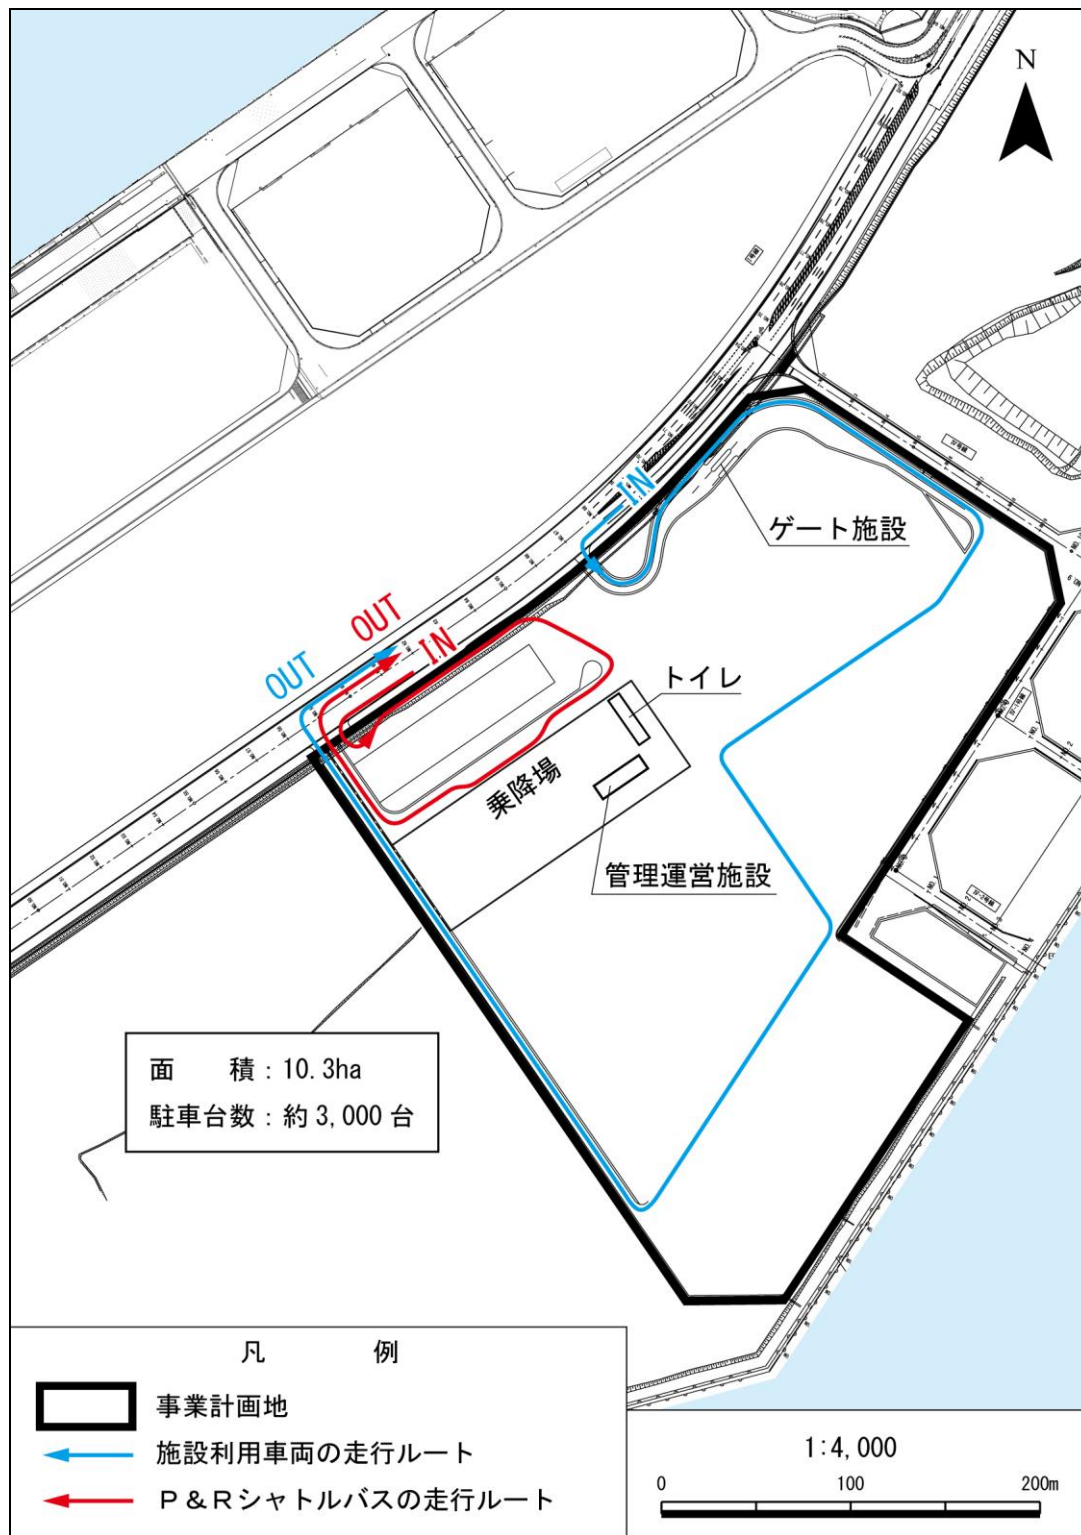 N
IN
ゲート施設
OUT
IN
OUT
トイレ
乗降場
管理運営施設
面　　積：10.3ha
駐車台数：約 3,000 台
凡　　　例
事業計画地
施設利用車両の走行ルート
Ｐ＆Ｒシャトルバスの走行ルート
1:4,000
0　100　200m